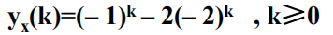 yₓ(k)=(– 1)ᵏ – 2(– 2)ᵏ , k⩾0